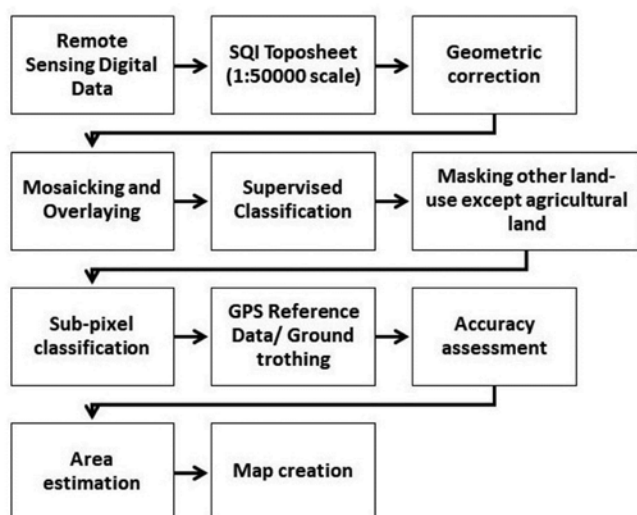 Remote
Sensing Digital
Data
SQI Toposheet
(1:50000 scale)
Geometric
correction
Mosaicking and
Overlaying
Supervised
Classification
Masking other land-
use except agricultural
land
Sub-pixel
classification
GPS Reference
Data/ Ground
trothing
Accuracy
assessment
Area
estimation
Map creation